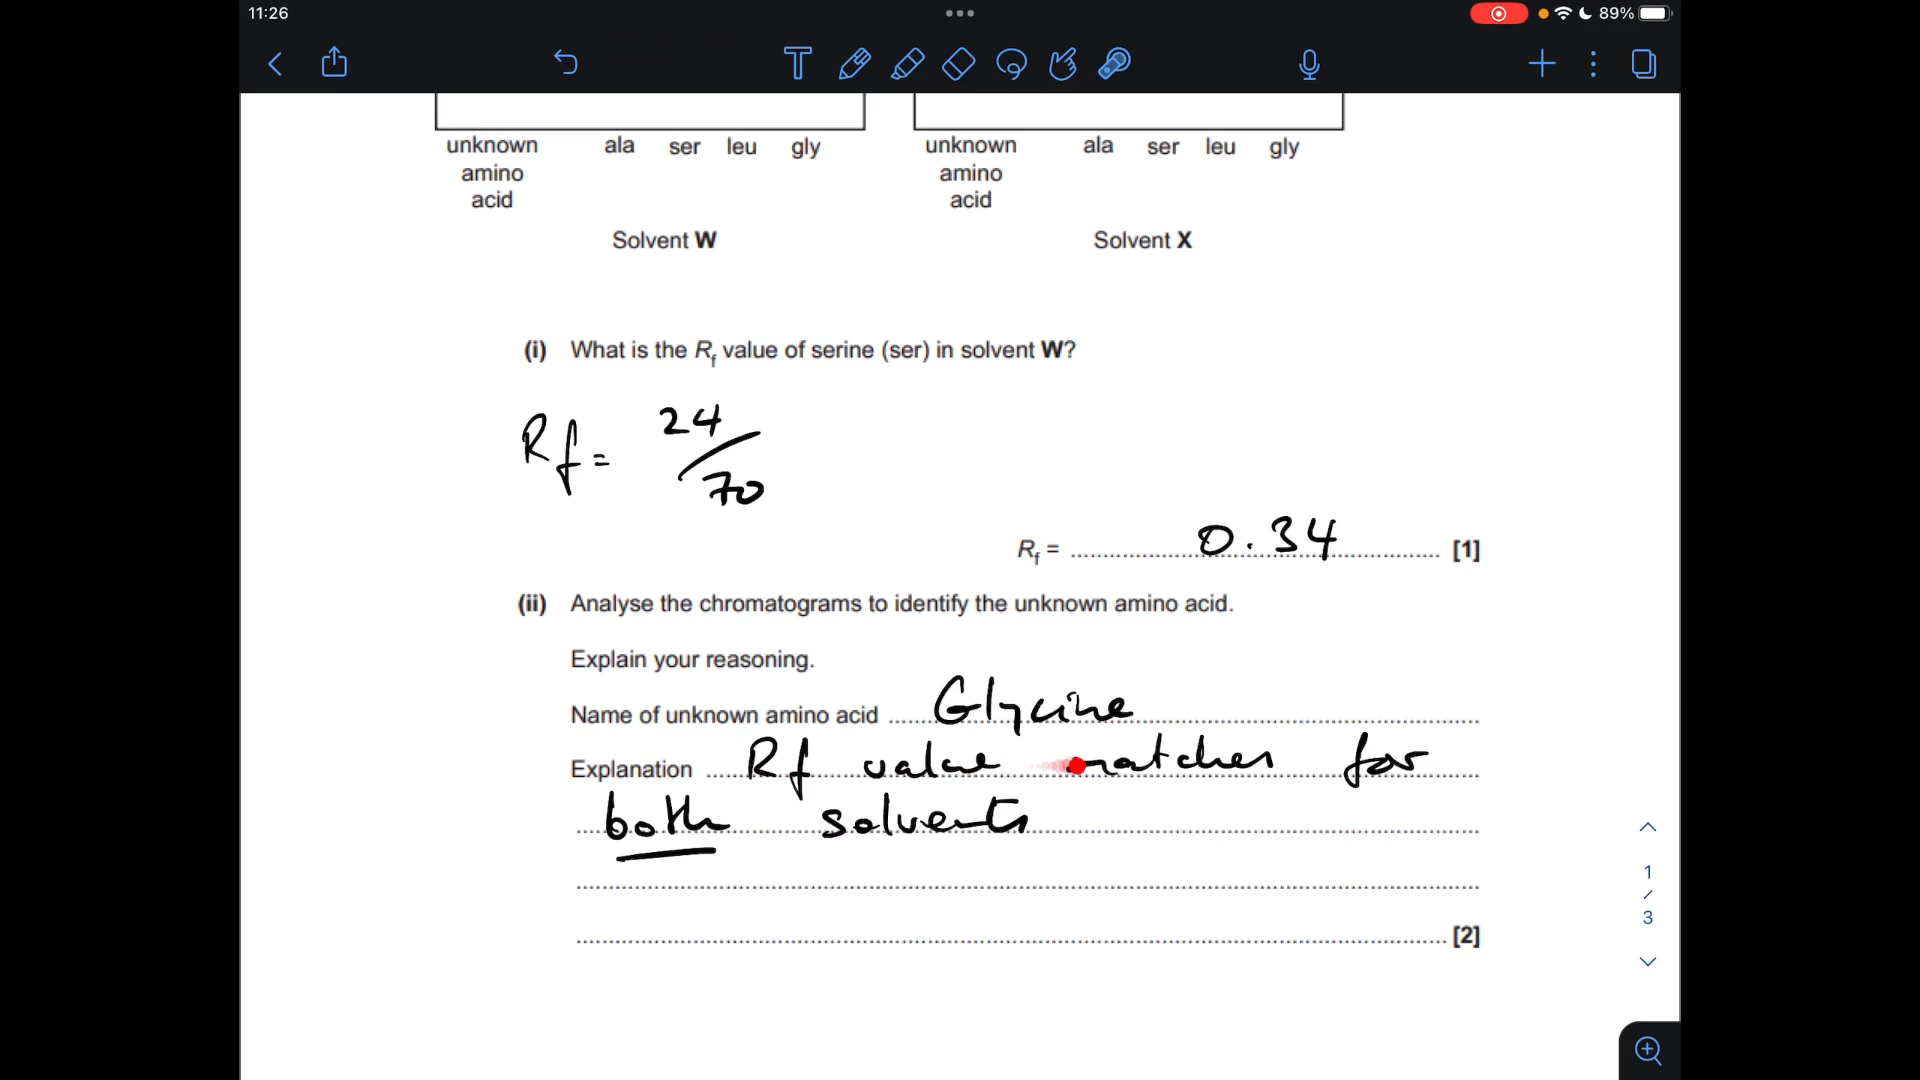 11:26
89%
unknown ala ser leu gly unknown ala ser leu gly
amino amino
acid acid
Solvent W Solvent X
(i) What is the Rf value of serine (ser) in solvent W?
Rf = 24/70
Rf = 0.34 [1]
(ii) Analyse the chromatograms to identify the unknown amino acid.
Explain your reasoning.
Name of unknown amino acid Glycine
Explanation Rf value matches for
both solvents
[2]
1
/
3